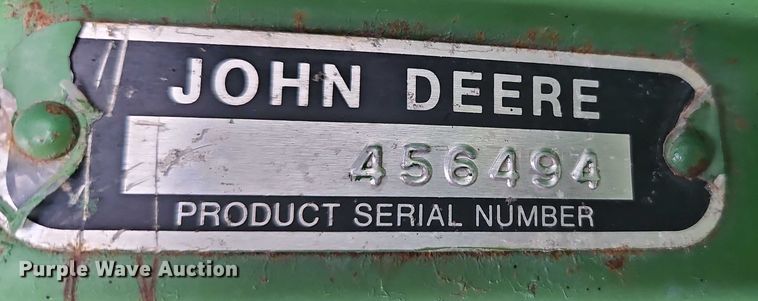 JOHN DEERE
456494
PRODUCT SERIAL NUMBER
Purple Wave Auction